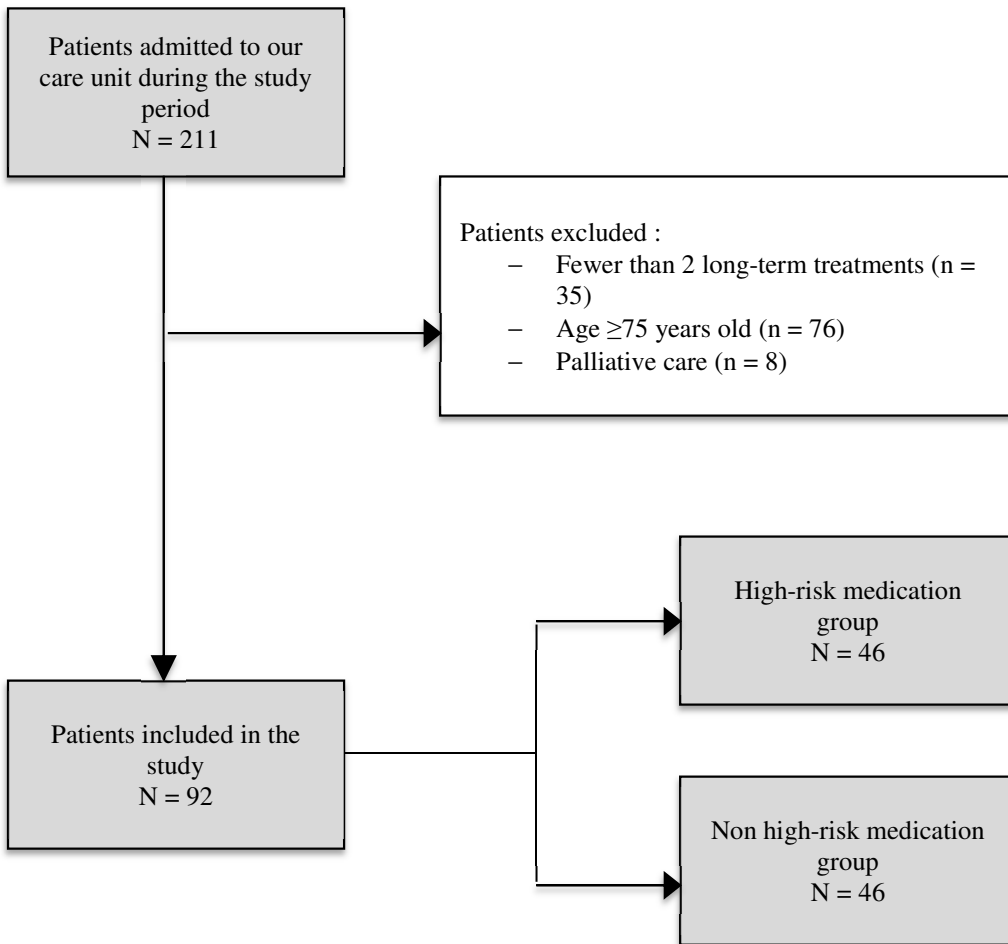 Patients admitted to our
care unit during the study
period
N = 211
Patients excluded :
– Fewer than 2 long-term treatments (n =
35)
– Age ≥75 years old (n = 76)
– Palliative care (n = 8)
High-risk medication
group
N = 46
Patients included in the
study
N = 92
Non high-risk medication
group
N = 46